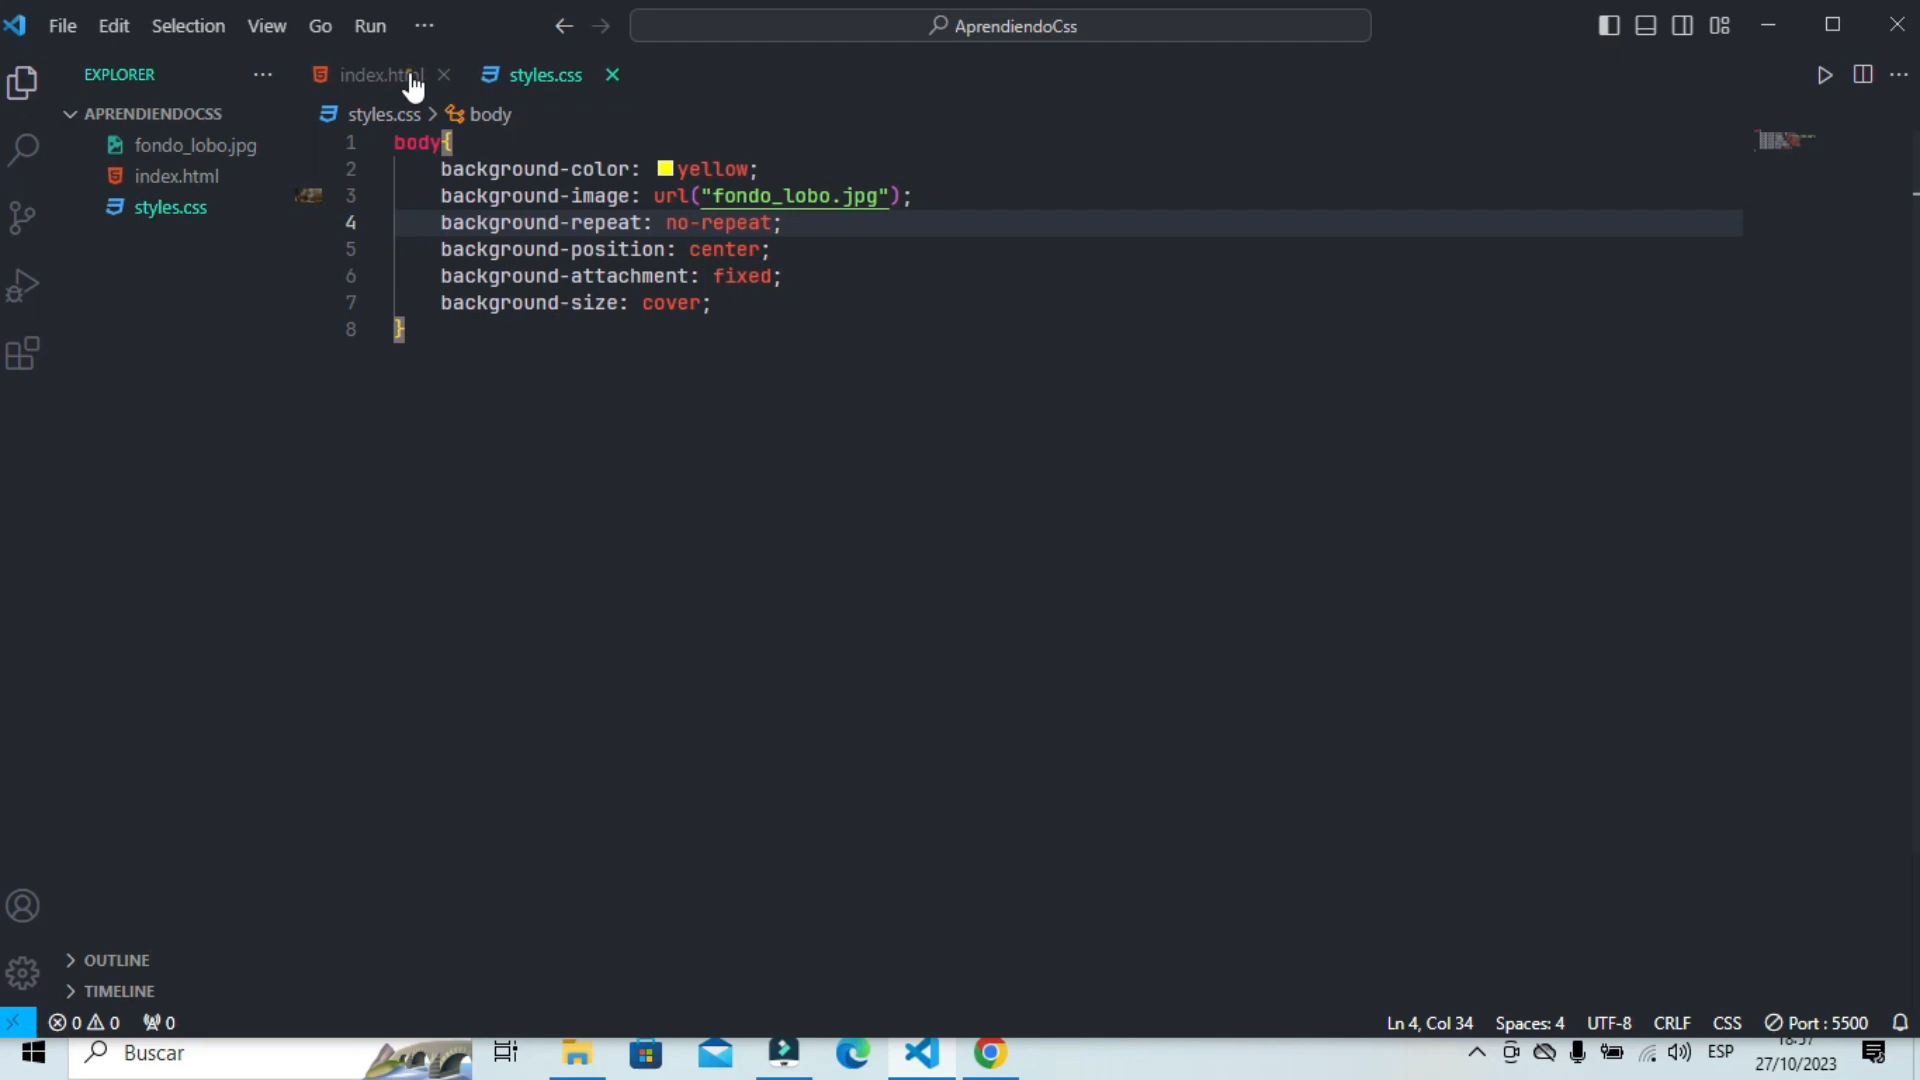 File Edit Selection View Go Run ··· AprendiendoCss
EXPLORER ··· index.html styles.css ···
APRENDIENDOCSS styles.css > body
fondo_lobo.jpg
index.html
styles.css
1 body{
2 background-color: yellow;
3 background-image: url("fondo_lobo.jpg");
4 background-repeat: no-repeat;
5 background-position: center;
6 background-attachment: fixed;
7 background-size: cover;
8 }
OUTLINE
TIMELINE
0 0 0 Ln 4, Col 34 Spaces: 4 UTF-8 CRLF CSS Port : 5500
Buscar ESP 18:37
27/10/2023